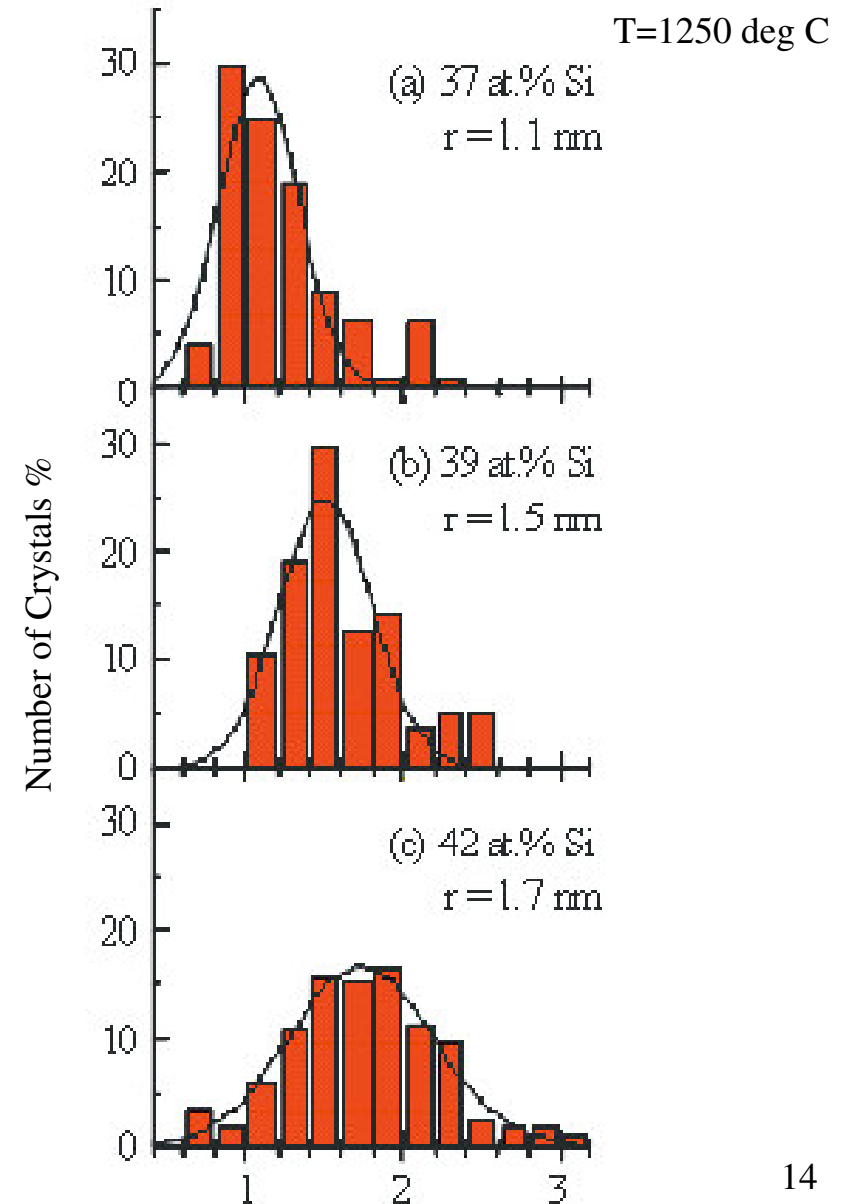 T=1250 deg C
(a) 37 at.% Si
r = 1.1 nm
30
20
10
0
(b) 39 at.% Si
r = 1.5 nm
30
20
10
0
Number of Crystals %
(c) 42 at.% Si
r = 1.7 nm
30
20
10
0
1 2 3
14